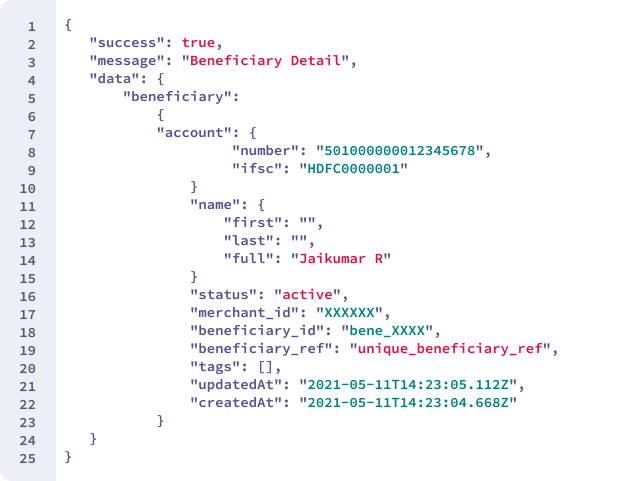 1 {
2 "success": true,
3 "message": "Beneficiary Detail",
4 "data": {
5 "beneficiary":
6 {
7 "account": {
8 "number": "501000000012345678",
9 "ifsc": "HDFC0000001"
10 }
11 "name": {
12 "first": "",
13 "last": "",
14 "full": "Jaikumar R"
15 }
16 "status": "active",
17 "merchant_id": "XXXXXX",
18 "beneficiary_id": "bene_XXXX",
19 "beneficiary_ref": "unique_beneficiary_ref",
20 "tags": [],
21 "updatedAt": "2021-05-11T14:23:05.112Z",
22 "createdAt": "2021-05-11T14:23:04.668Z"
23 }
24 }
25 }